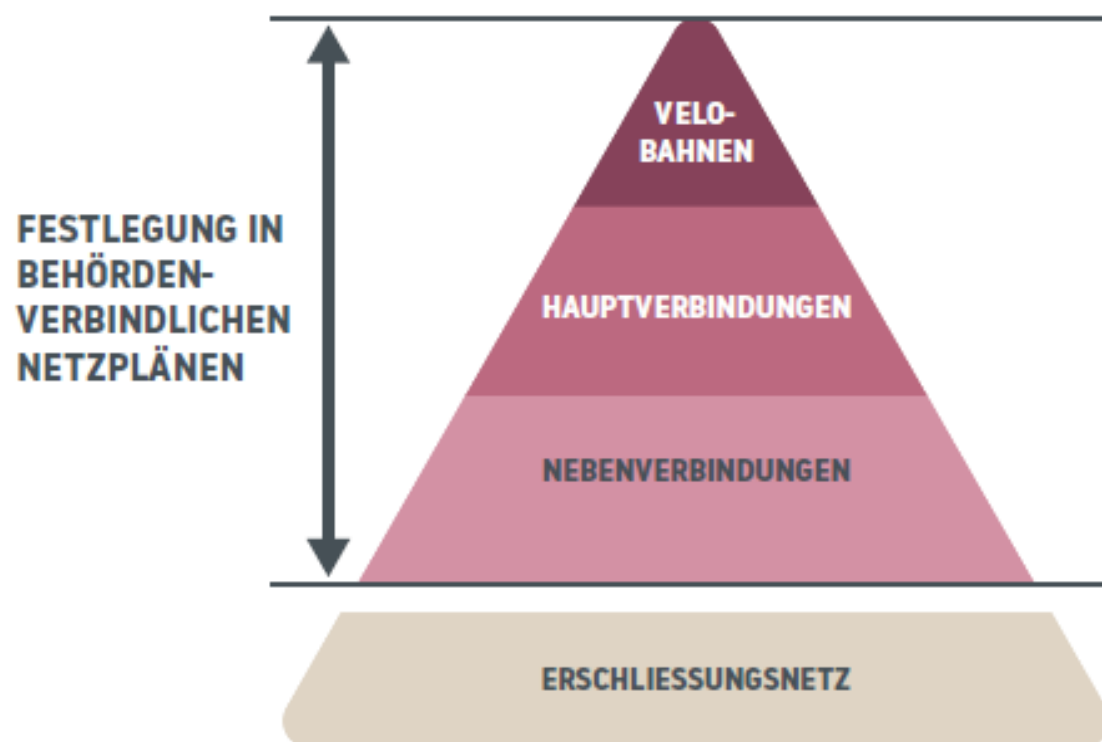 VELO-
BAHNEN
FESTLEGUNG IN
BEHÖRDEN-
VERBINDLICHEN
NETZPLÄNEN
HAUPTVERBINDUNGEN
NEBENVERBINDUNGEN
ERSCHLIESSUNGSNETZ